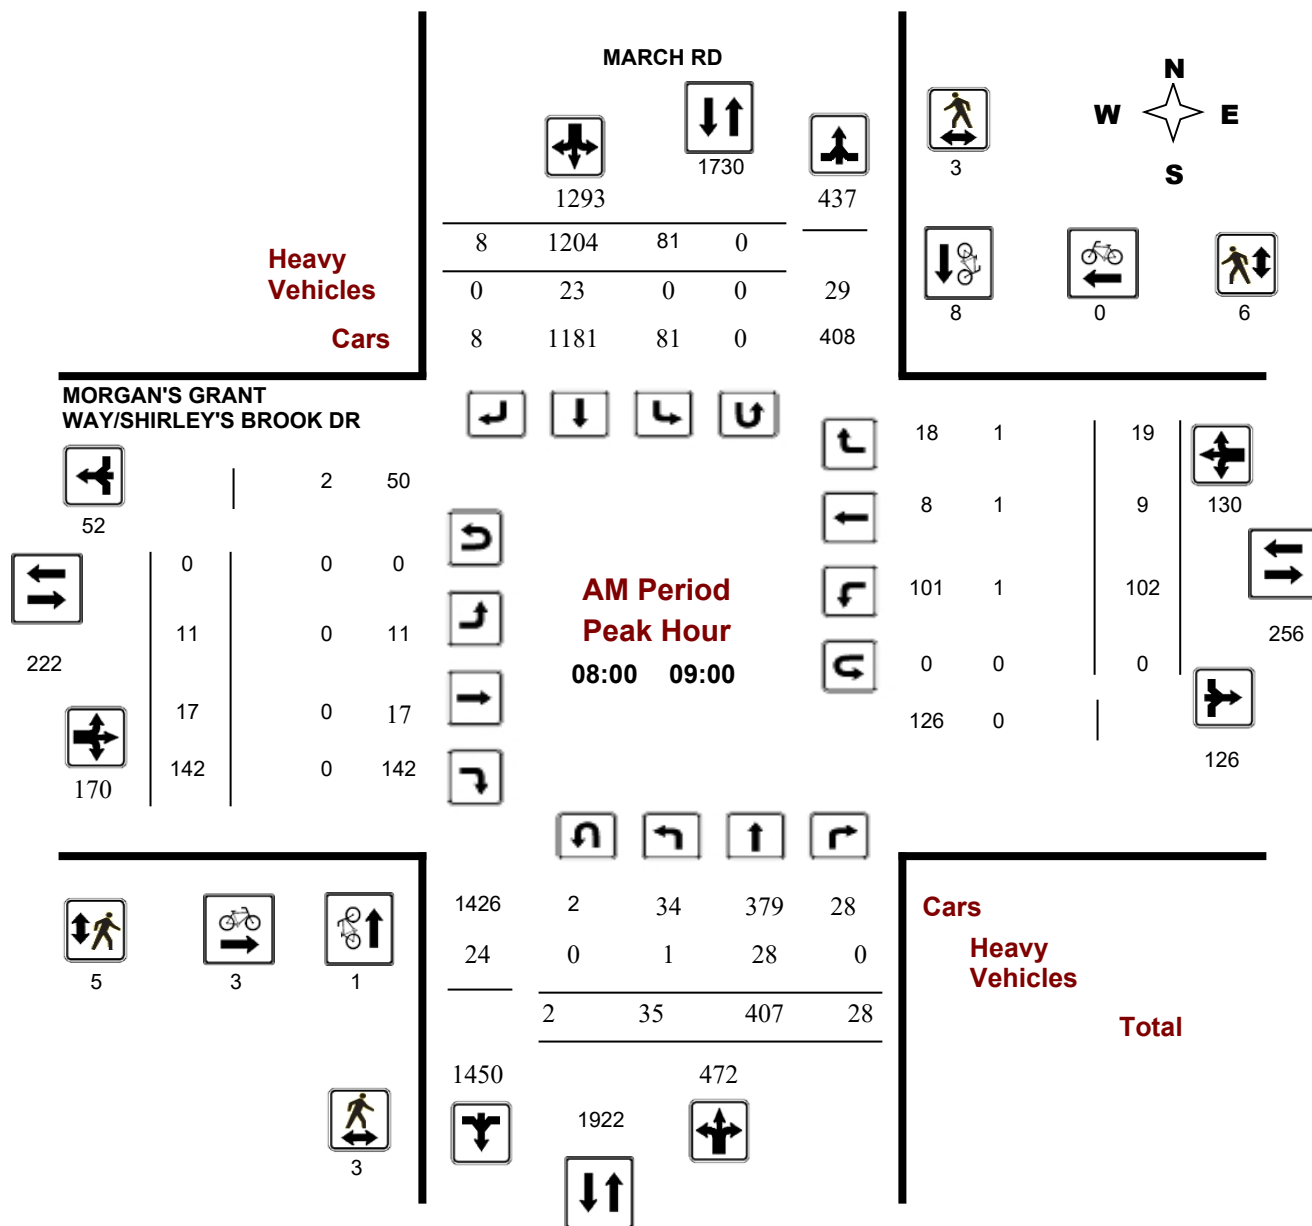 MARCH RD
N
W E
S
1730
3
1293 437
8 1204 81 0
Heavy
Vehicles
0 23 0 0 29
Cars
8 1181 81 0 408
8 0 6
MORGAN'S GRANT
WAY/SHIRLEY'S BROOK DR
18 1 19
2 50
130
52
8 1 9
0 0 0
AM Period
101 1 102
11 0 11
Peak Hour
256
222
08:00 09:00
0 0 0
17 0 17
126 0
126
142 0 142
170
1426 2 34 379 28
Cars
24 0 1 28 0
Heavy
Vehicles
5 3 1
2 35 407 28
Total
1450 472
1922
3